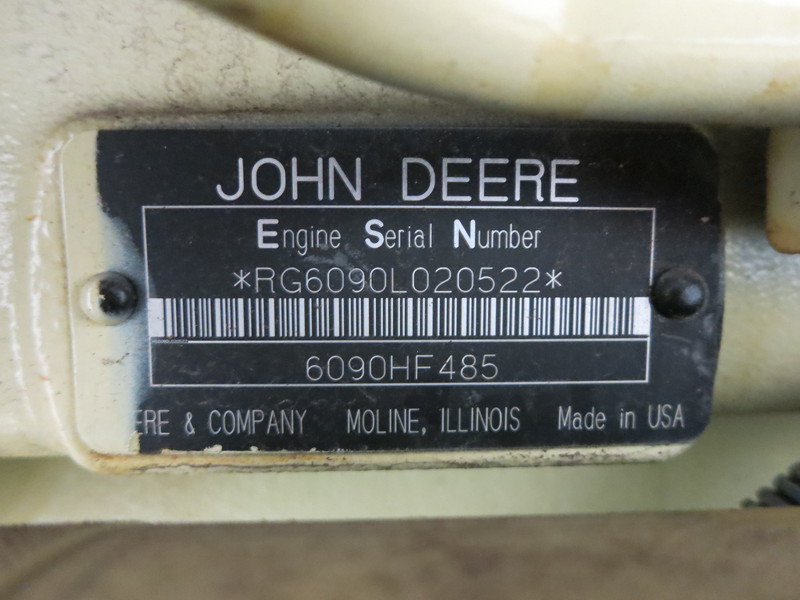 JOHN DEERE
Engine Serial Number
*RG6090L020522*
6090HF485
ERE & COMPANY MOLINE, ILLINOIS Made in USA